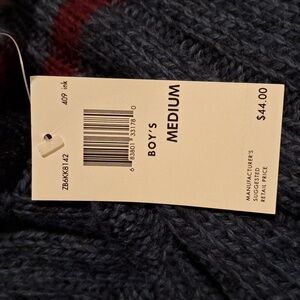 409 ink
ZB6KK8142
6 83801 33178 0
BOY'S
MEDIUM
$44.00
MANUFACTURER'S
SUGGESTED
RETAIL PRICE